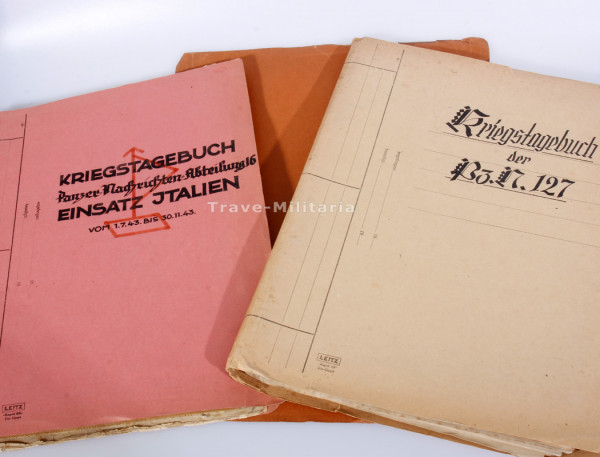 KRIEGSTAGEBUCH
Panzer-Nachrichten-Abteilung 16
EINSATZ JTALIEN
VOM 1.7.43. BIS 30.11.43.
LEITZ
Kriegstagebuch
der
Pz. N. 127
LEITZ
Trave-Militaria